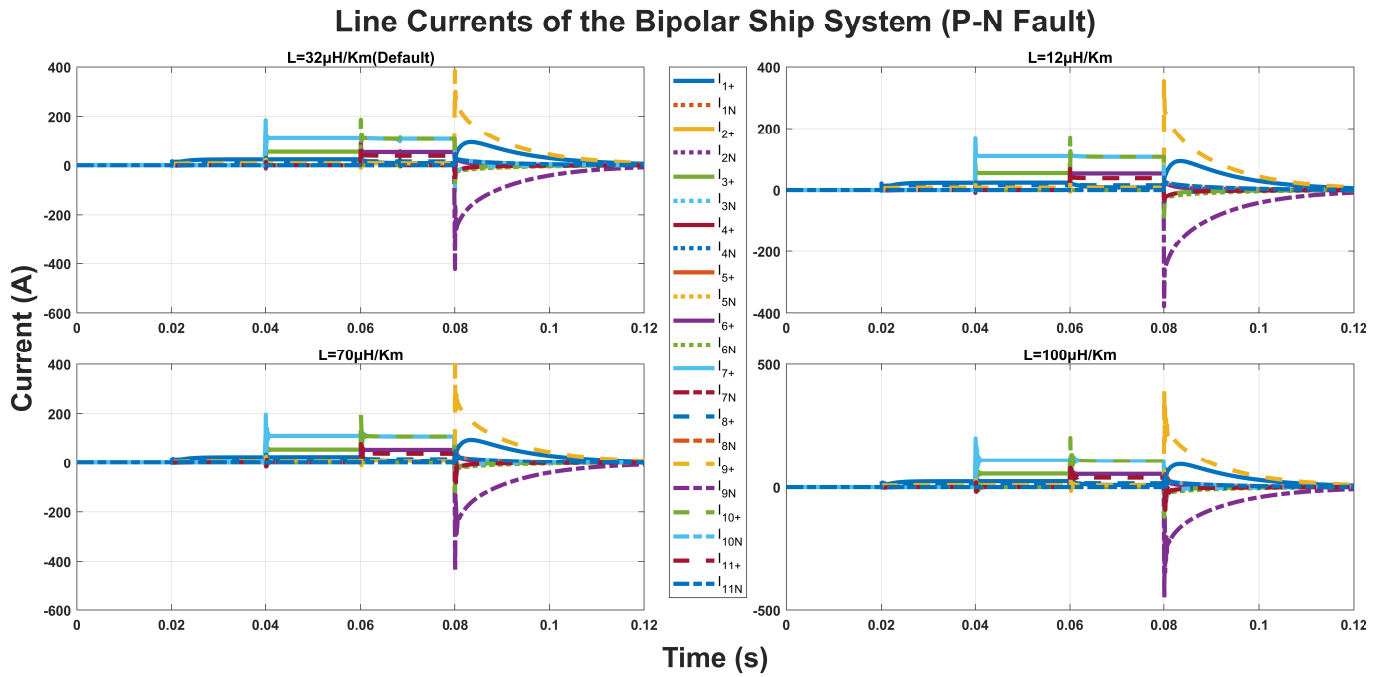 Line Currents of the Bipolar Ship System (P-N Fault)
Current (A)
L=32µH/Km(Default)
400
200
0
-200
-400
-600
0 0.02 0.04 0.06 0.08 0.1 0.12
I1+
I1N
I2+
I2N
I3+
I3N
I4+
I4N
I5+
I5N
I6+
I6N
I7+
I7N
I8+
I8N
I9+
I9N
I10+
I10N
I11+
I11N
L=12µH/Km
400
200
0
-200
-400
0 0.02 0.04 0.06 0.08 0.1 0.12
L=70µH/Km
400
200
0
-200
-400
-600
0 0.02 0.04 0.06 0.08 0.1 0.12
L=100µH/Km
500
0
-500
0 0.02 0.04 0.06 0.08 0.1 0.12
Time (s)